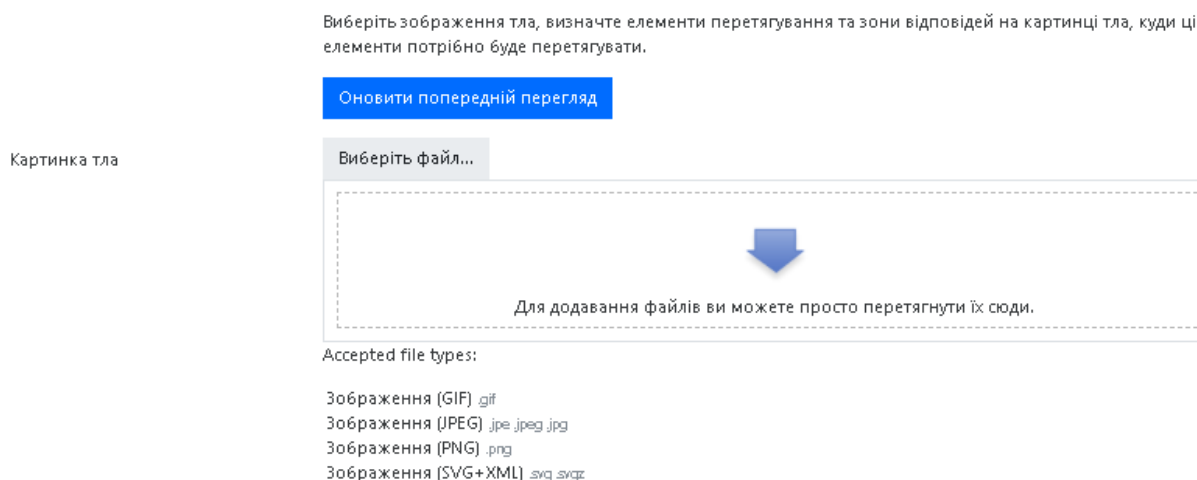 Виберіть зображення тла, визначте елементи перетягування та зони відповідей на картинці тла, куди ці
елементи потрібно буде перетягувати.
Оновити попередній перегляд
Картинка тла
Виберіть файл...
Для додавання файлів ви можете просто перетягнути їх сюди.
Accepted file types:
Зображення (GIF) .gif
Зображення (JPEG) .jpe .jpeg .jpg
Зображення (PNG) .png
Зображення (SVG+XML) .svg .svgz